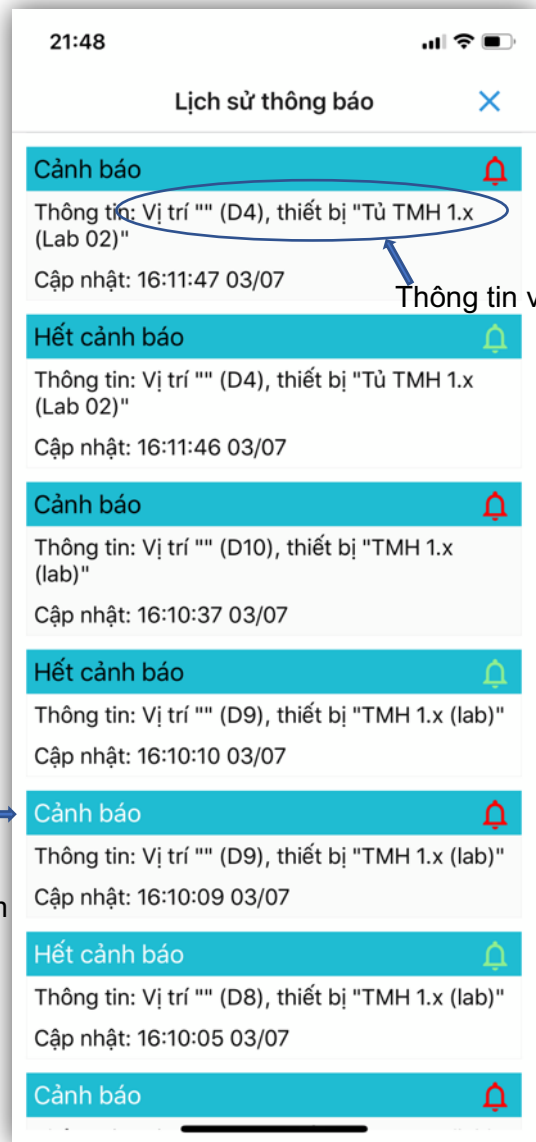 21:48
Lịch sử thông báo
Cảnh báo
Thông tin: Vị trí "" (D4), thiết bị "Tủ TMH 1.x
(Lab 02)"
Cập nhật: 16:11:47 03/07
Thông tin v
Hết cảnh báo
Thông tin: Vị trí "" (D4), thiết bị "Tủ TMH 1.x
(Lab 02)"
Cập nhật: 16:11:46 03/07
Cảnh báo
Thông tin: Vị trí "" (D10), thiết bị "TMH 1.x
(lab)"
Cập nhật: 16:10:37 03/07
Hết cảnh báo
Thông tin: Vị trí "" (D9), thiết bị "TMH 1.x (lab)"
Cập nhật: 16:10:10 03/07
Cảnh báo
Thông tin: Vị trí "" (D9), thiết bị "TMH 1.x (lab)"
Cập nhật: 16:10:09 03/07
Hết cảnh báo
Thông tin: Vị trí "" (D8), thiết bị "TMH 1.x (lab)"
Cập nhật: 16:10:05 03/07
Cảnh báo